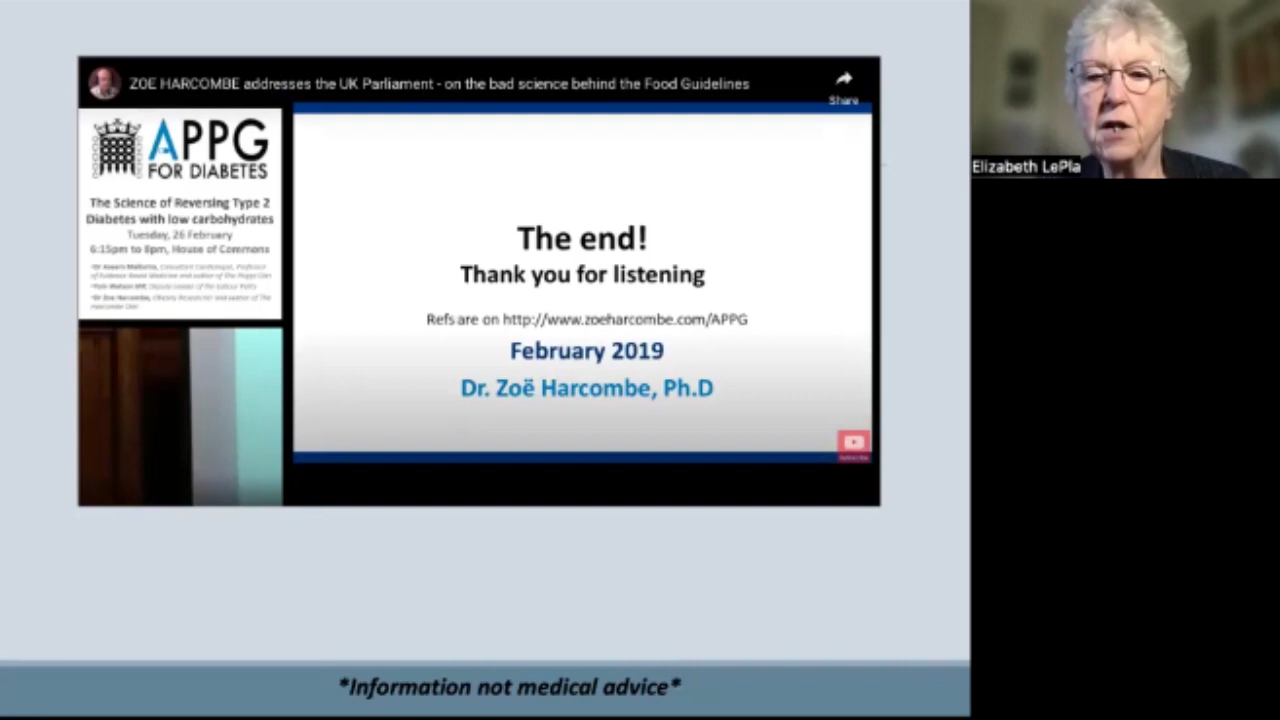 ZOE HARCOMBE addresses the UK Parliament - on the bad science behind the Food Guidelines
Share
APPG
FOR DIABETES
The Science of Reversing Type 2
Diabetes with low carbohydrates
Tuesday, 26 February
6:15pm to 8pm, House of Commons
The end!
Thank you for listening
Refs are on http://www.zoeharcombe.com/APPG
February 2019
Dr. Zoë Harcombe, Ph.D
Elizabeth LePla
*Information not medical advice*